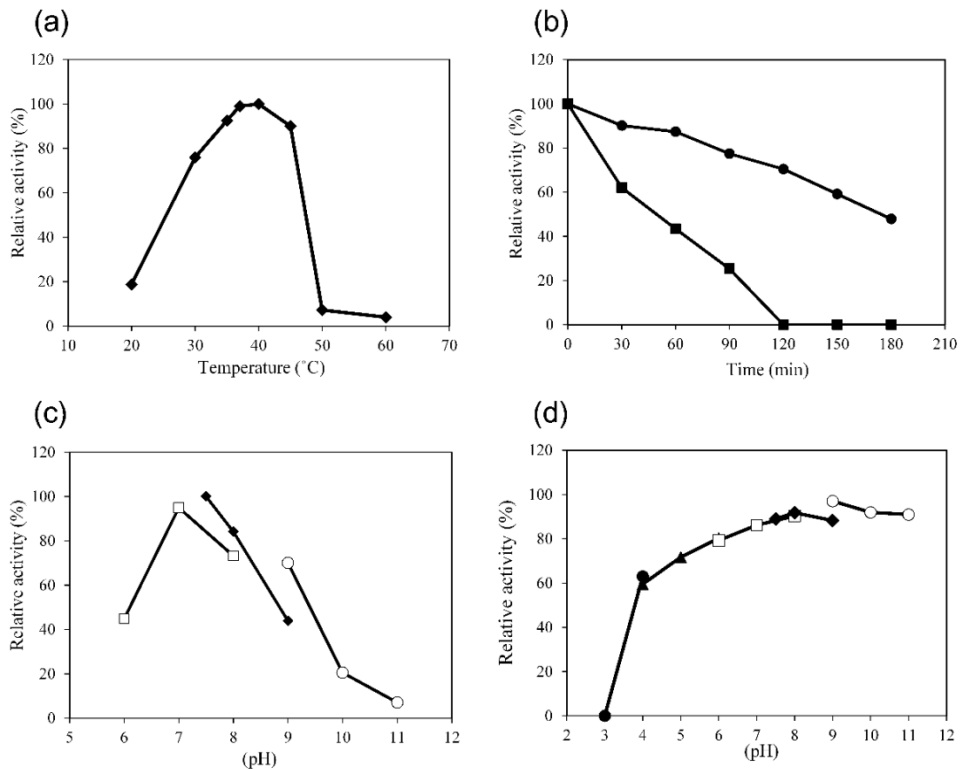 (a)
120
100
80
60
40
20
0
Relative activity (%)
10 20 30 40 50 60 70
Temperature (˚C)
(b)
120
100
80
60
40
20
0
Relative activity (%)
0 30 60 90 120 150 180 210
Time (min)
(c)
120
100
80
60
40
20
0
Relative activity (%)
5 6 7 8 9 10 11 12
(pH)
(d)
120
100
80
60
40
20
0
Relative activity (%)
2 3 4 5 6 7 8 9 10 11 12
(pH)